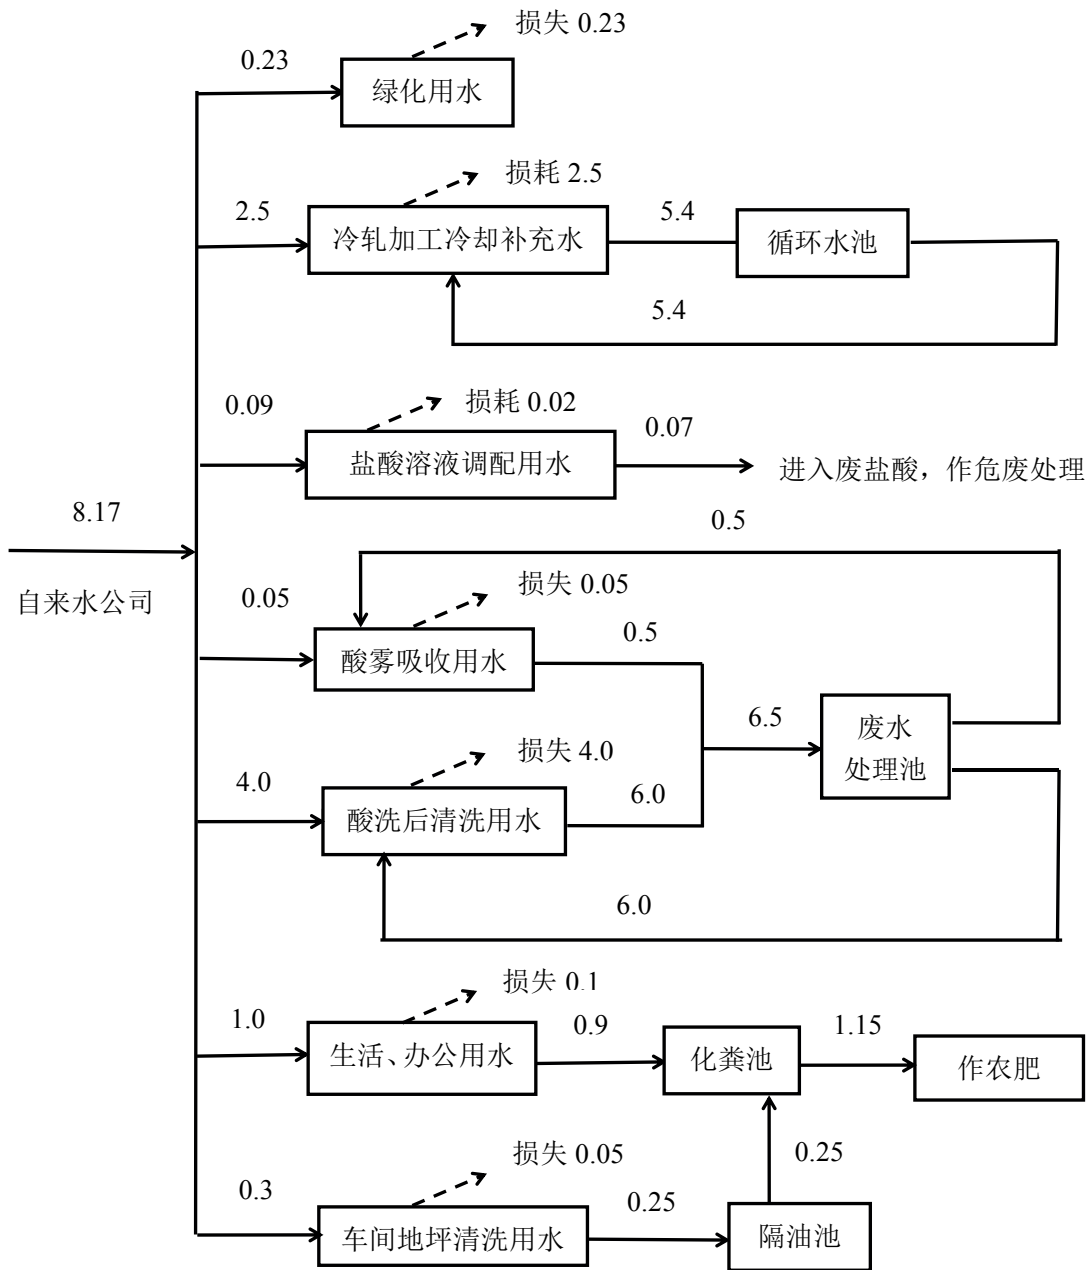 损失 0.23
0.23
绿化用水
损耗 2.5
2.5
冷轧加工冷却补充水
5.4
循环水池
5.4
损耗 0.02
0.09
盐酸溶液调配用水
0.07
进入废盐酸，作危废处理
8.17
自来水公司
0.5
损失 0.05
0.05
酸雾吸收用水
0.5
6.5
废水
处理池
损失 4.0
4.0
酸洗后清洗用水
6.0
6.0
损失 0.1
1.0
生活、办公用水
0.9
化粪池
1.15
作农肥
损失 0.05
0.25
0.3
车间地坪清洗用水
0.25
隔油池